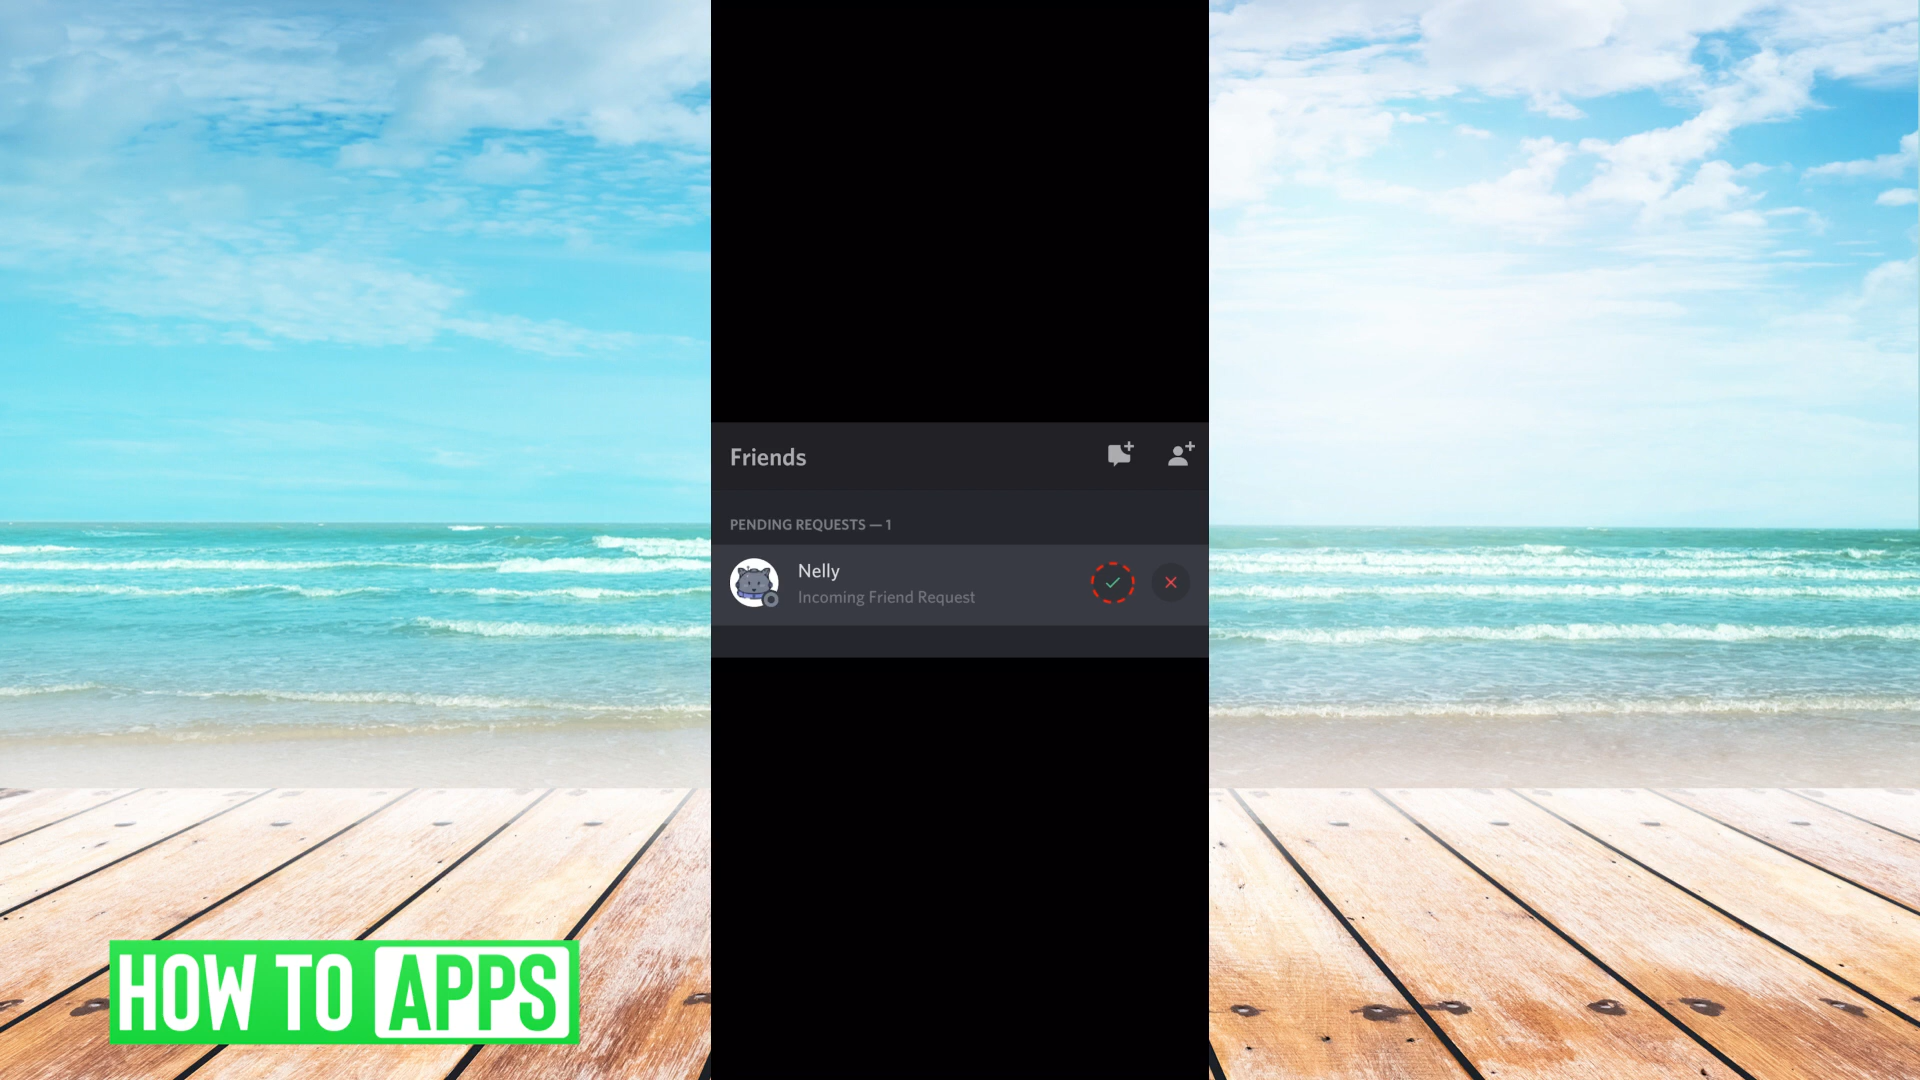 Friends
PENDING REQUESTS — 1
Nelly
Incoming Friend Request
HOW TO APPS